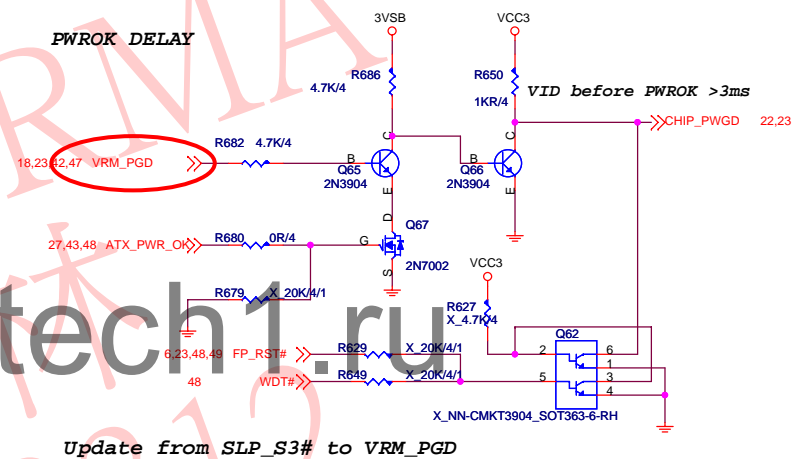 PWROK DELAY
3VSB
VCC3
R686
4.7K/4
R650
1KR/4
VID before PWROK >3ms
CHIP_PWGD 22,23
R682 4.7K/4
18,23,42,47 VRM_PGD
B
C
E
Q65
2N3904
B
C
E
Q66
2N3904
27,43,48 ATX_PWR_OK
R680 0R/4
G
D
S
Q67
2N7002
R679 X_20K/4/1
VCC3
R627
X_4.7K/4
Q62
6,23,48,49 FP_RST#
R629 X_20K/4/1
2
6
1
48
WDT#
R649 X_20K/4/1
5
3
4
X_NN-CMKT3904_SOT363-6-RH
tech1.ru
Update from SLP_S3# to VRM_PGD